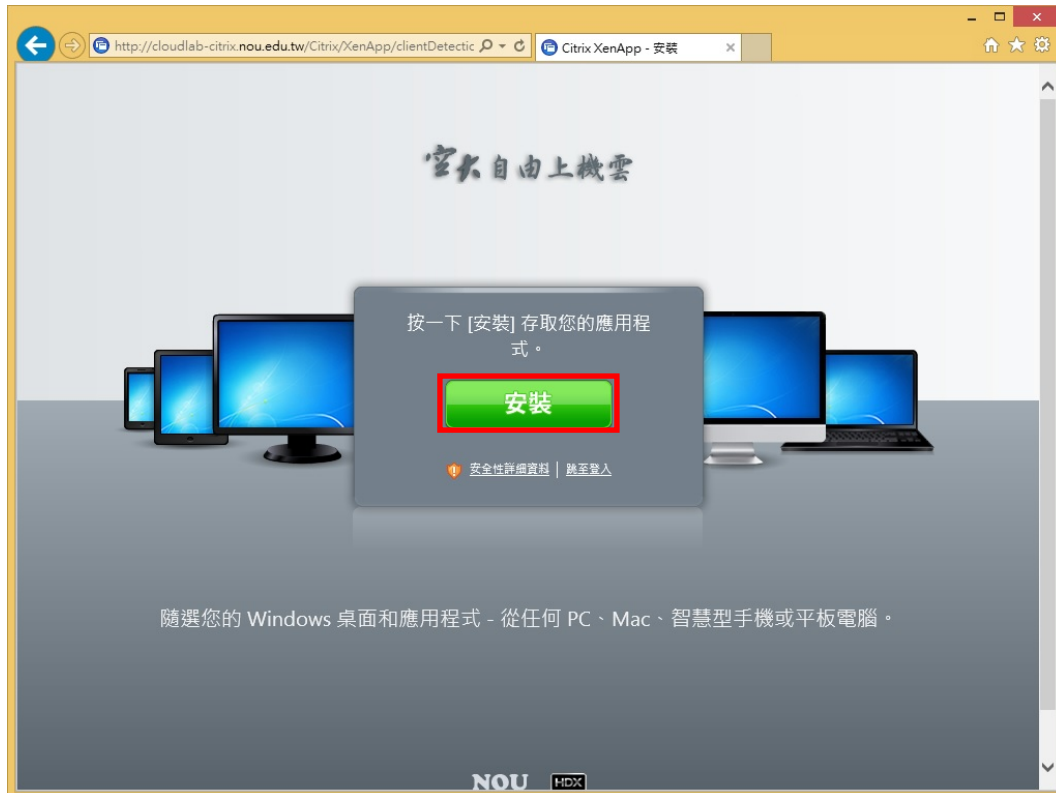 http://cloudlab-citrix.nou.edu.tw/Citrix/XenApp/clientDetectic
Citrix XenApp - 安裝
空大自由上機雲
按一下 [安裝] 存取您的應用程
式。
安裝
安全性詳細資料 | 跳至登入
隨選您的 Windows 桌面和應用程式 - 從任何 PC、Mac、智慧型手機或平板電腦。
NOU HDX